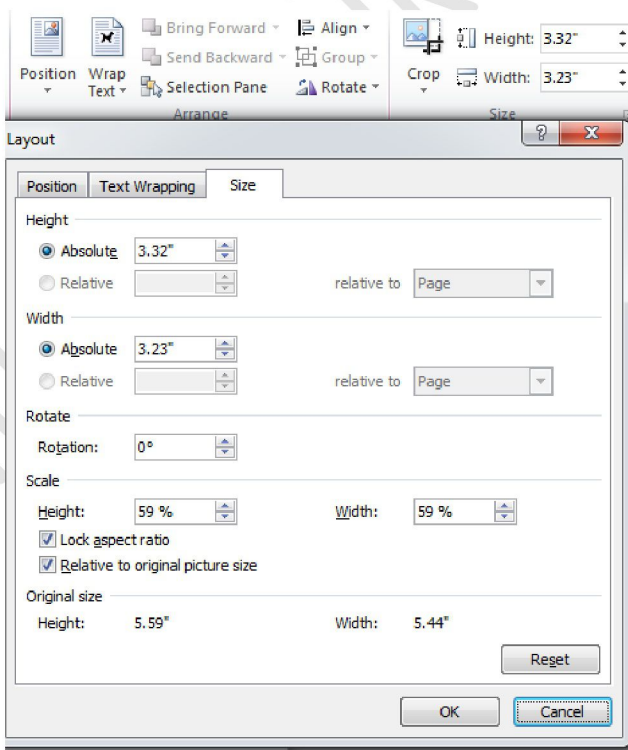 Bring Forward Align Height: 3.32"
Send Backward Group
Position Wrap Text Selection Pane Rotate Crop Width: 3.23"
Arrange Size
Layout
Position Text Wrapping Size
Height
Absolute 3.32"
Relative relative to Page
Width
Absolute 3.23"
Relative relative to Page
Rotate
Rotation: 0°
Scale
Height: 59 % Width: 59 %
Lock aspect ratio
Relative to original picture size
Original size
Height: 5.59" Width: 5.44"
Reset
OK Cancel